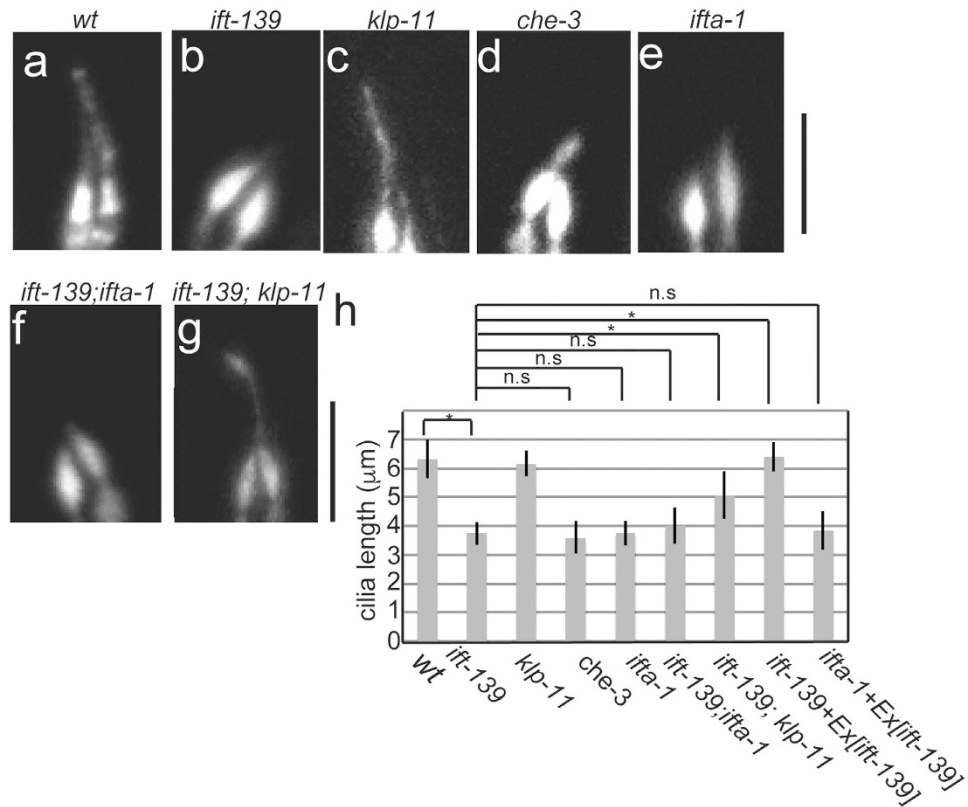 wt ift-139 klp-11 che-3 ifta-1
a b c d e
ift-139;ifta-1 ift-139; klp-11
f g h
n.s
*
*
n.s
n.s
n.s
*
cilia length (μm)
7
6
5
4
3
2
1
0
wt
ift-139
klp-11
che-3
ifta-1
ift-139;ifta-1
ift-139; klp-11
ift-139+Ex[ift-139]
ifta-1+Ex[ift-139]